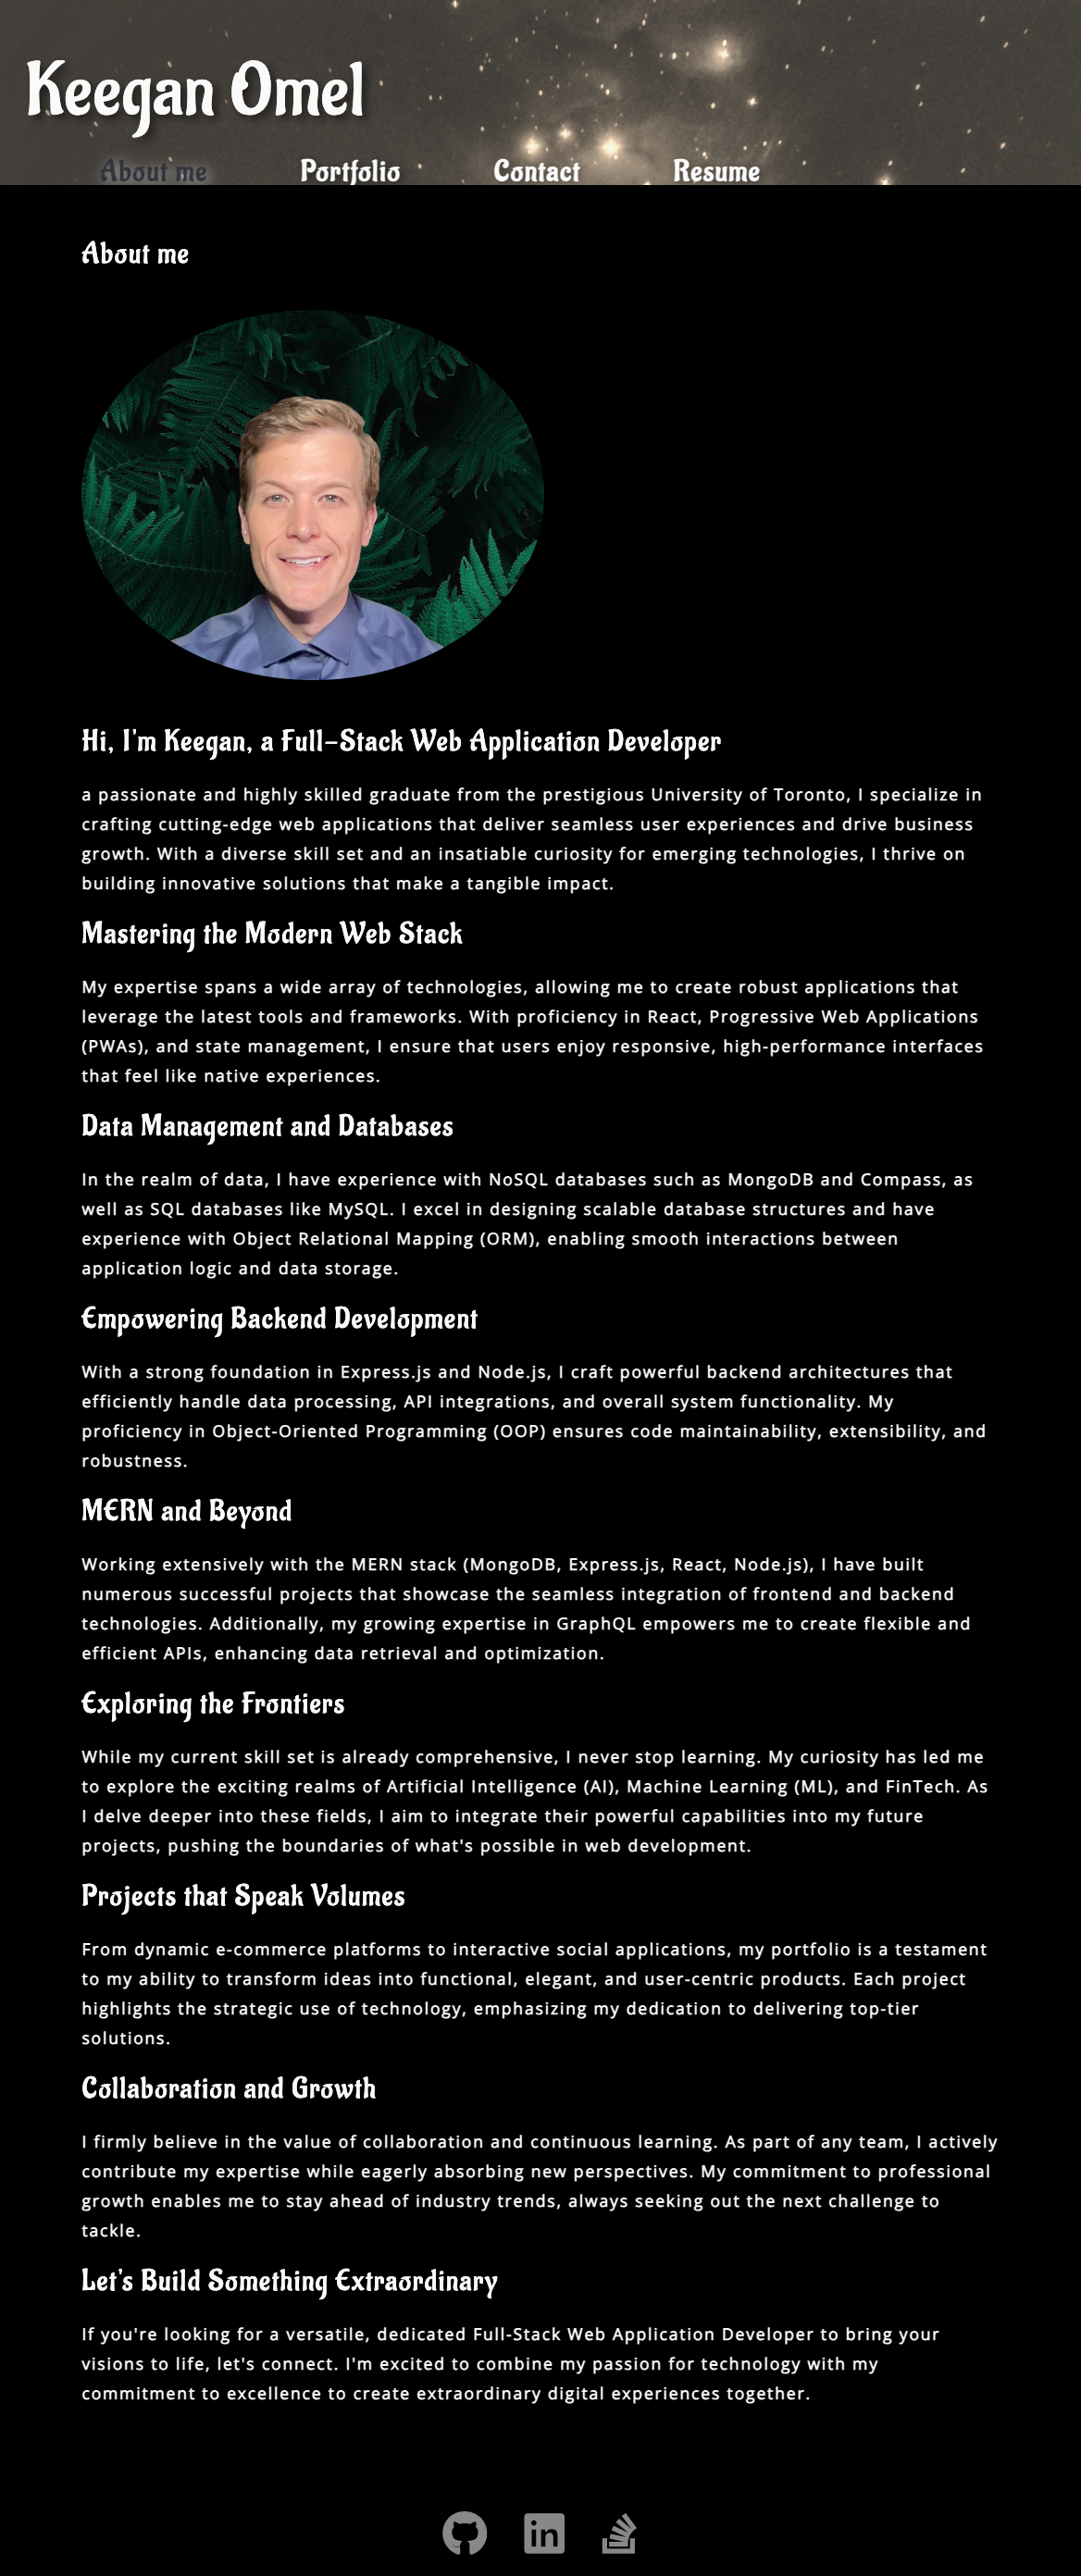 Keegan Omel
About me Portfolio Contact Resume
About me
Hi, I'm Keegan, a Full-Stack Web Application Developer
a passionate and highly skilled graduate from the prestigious University of Toronto, I specialize in
crafting cutting-edge web applications that deliver seamless user experiences and drive business
growth. With a diverse skill set and an insatiable curiosity for emerging technologies, I thrive on
building innovative solutions that make a tangible impact.
Mastering the Modern Web Stack
My expertise spans a wide array of technologies, allowing me to create robust applications that
leverage the latest tools and frameworks. With proficiency in React, Progressive Web Applications
(PWAs), and state management, I ensure that users enjoy responsive, high-performance interfaces
that feel like native experiences.
Data Management and Databases
In the realm of data, I have experience with NoSQL databases such as MongoDB and Compass, as
well as SQL databases like MySQL. I excel in designing scalable database structures and have
experience with Object Relational Mapping (ORM), enabling smooth interactions between
application logic and data storage.
Empowering Backend Development
With a strong foundation in Express.js and Node.js, I craft powerful backend architectures that
efficiently handle data processing, API integrations, and overall system functionality. My
proficiency in Object-Oriented Programming (OOP) ensures code maintainability, extensibility, and
robustness.
MERN and Beyond
Working extensively with the MERN stack (MongoDB, Express.js, React, Node.js), I have built
numerous successful projects that showcase the seamless integration of frontend and backend
technologies. Additionally, my growing expertise in GraphQL empowers me to create flexible and
efficient APIs, enhancing data retrieval and optimization.
Exploring the Frontiers
While my current skill set is already comprehensive, I never stop learning. My curiosity has led me
to explore the exciting realms of Artificial Intelligence (AI), Machine Learning (ML), and FinTech. As
I delve deeper into these fields, I aim to integrate their powerful capabilities into my future
projects, pushing the boundaries of what's possible in web development.
Projects that Speak Volumes
From dynamic e-commerce platforms to interactive social applications, my portfolio is a testament
to my ability to transform ideas into functional, elegant, and user-centric products. Each project
highlights the strategic use of technology, emphasizing my dedication to delivering top-tier
solutions.
Collaboration and Growth
I firmly believe in the value of collaboration and continuous learning. As part of any team, I actively
contribute my expertise while eagerly absorbing new perspectives. My commitment to professional
growth enables me to stay ahead of industry trends, always seeking out the next challenge to
tackle.
Let's Build Something Extraordinary
If you're looking for a versatile, dedicated Full-Stack Web Application Developer to bring your
visions to life, let's connect. I'm excited to combine my passion for technology with my
commitment to excellence to create extraordinary digital experiences together.
in